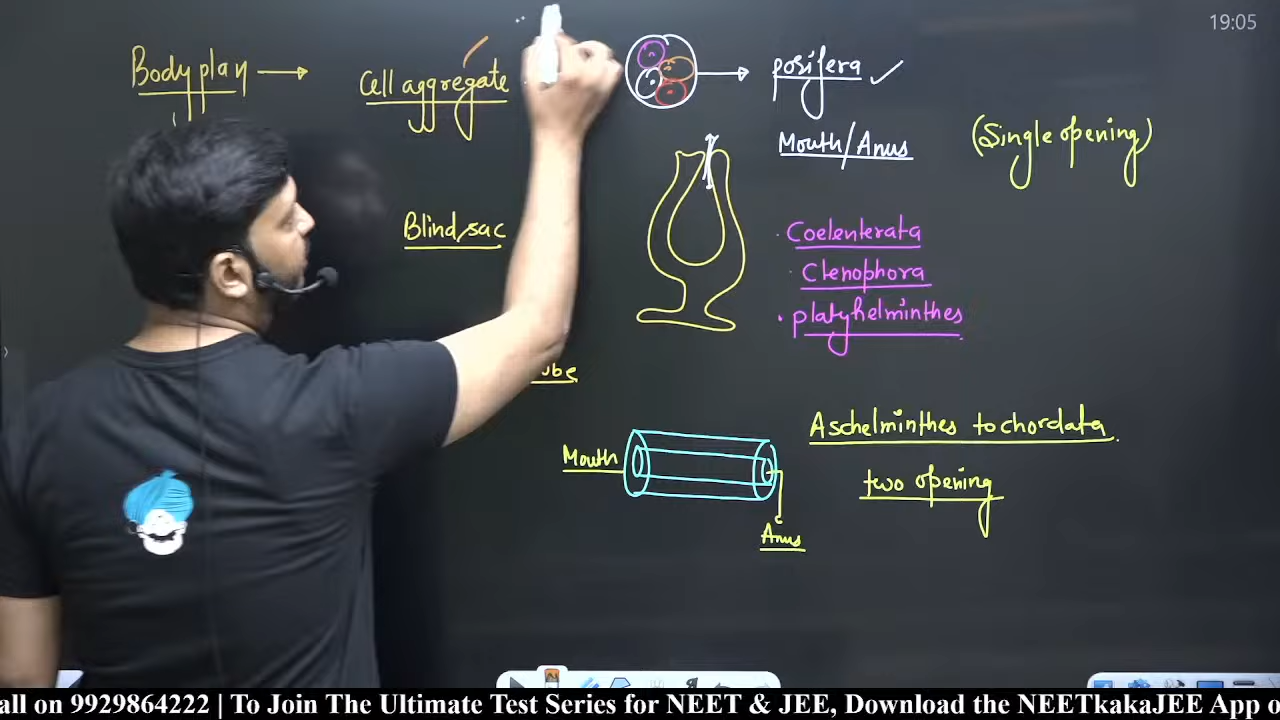 19:05
Body plan
Cell aggregate
porifera
Mouth/Anus
(Single opening)
Blind sac
Coelenterata
Ctenophora
Platyhelminthes
Aschelminthes to chordata
Mouth
two opening
Anus
all on 9929864222 | To Join The Ultimate Test Series for NEET & JEE, Download the NEETkakaJEE App o